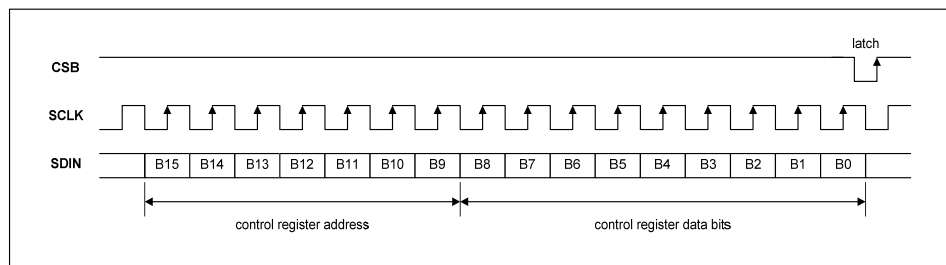 latch
CSB
SCLK
SDIN B15 B14 B13 B12 B11 B10 B9 B8 B7 B6 B5 B4 B3 B2 B1 B0
control register address control register data bits